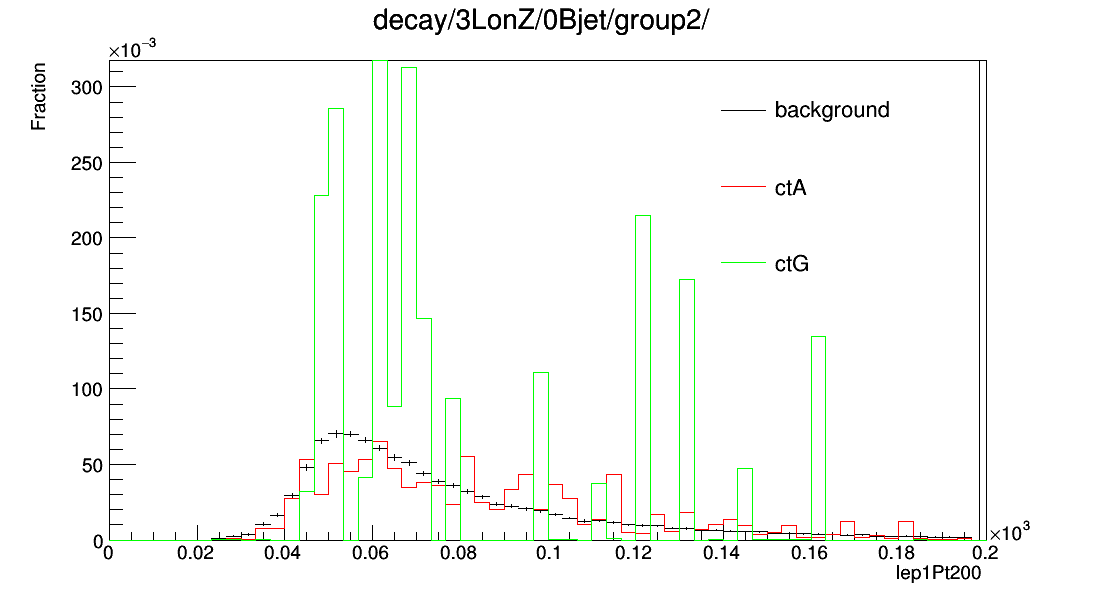 decay/3LonZ/0Bjet/group2/
×10⁻³
Fraction
300
250
200
150
100
50
0
background
ctA
ctG
0 0.02 0.04 0.06 0.08 0.1 0.12 0.14 0.16 0.18 0.2
×10³
lep1Pt200